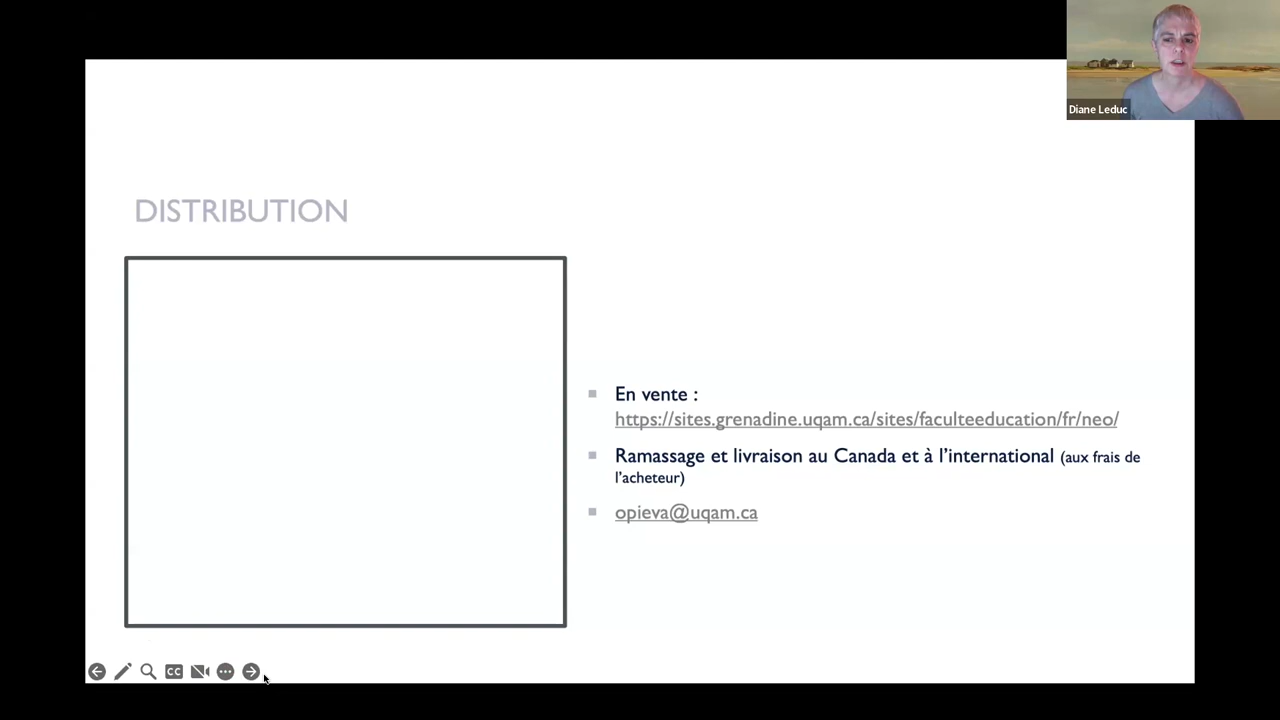 Diane Leduc
DISTRIBUTION
En vente :
https://sites.grenadine.uqam.ca/sites/faculteeducation/fr/neo/
Ramassage et livraison au Canada et à l’international (aux frais de
l’acheteur)
opieva@uqam.ca
CC